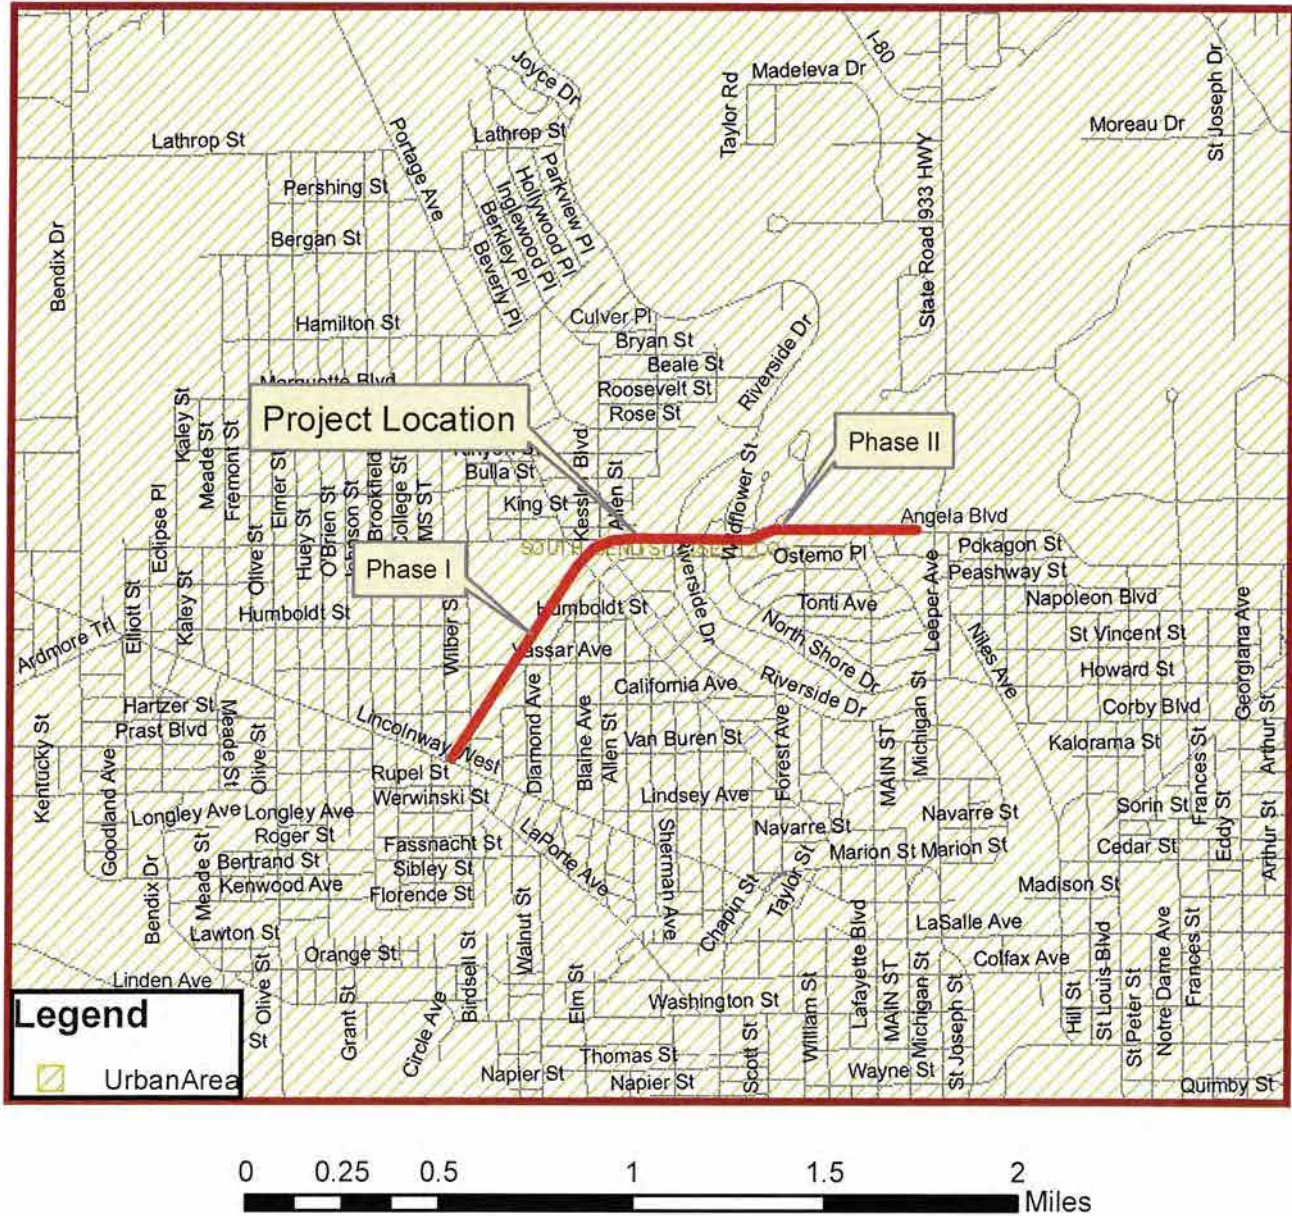 Joyce Dr
I-80
Madeleva Dr
Taylor Rd
St Joseph Dr
Moreau Dr
Lathrop St
Lathrop St
Portage Ave
State Road 933 HWY
Pershing St
Parkview Pl
Hollywood Pl
Inglewood Pl
Berkley Pl
Beverly Pl
Bergan St
Bendix Dr
Hamilton St
Culver Pl
Bryan St
Riverside Dr
Beale St
Marquette Blvd
Roosevelt St
Rose St
Kaley St
Project Location
Phase II
Meade St
Fremont St
Bulla St
Elmer St
Brookfield
College St
King St
Allen St
Wildflower St
Angela Blvd
Eclipse Pl
Olive St
Huey St
O'Brien St
MS ST
Ostemo Pl
Pokagon St
Phase I
Peashway St
Leeper Ave
Napoleon Blvd
Humboldt St
Humboldt St
Riverside Dr
Tonti Ave
Elliott St
Kaley St
Ardmore Trl
North Shore Dr
St Vincent St
Niles Ave
Georgiana Ave
Vassar Ave
Howard St
California Ave
Riverside Dr
Hartzer St
Prast Blvd
Meade St
Olive St
Lincolnway West
Diamond Ave
Blaine Ave
Allen St
Van Buren St
Forest Ave
MAIN ST
Michigan St
Corby Blvd
Kalorama St
Frances St
Arthur St
Arthur St
Kentucky St
Goodland Ave
Rupel St
Werwinski St
Lindsey Ave
Longley Ave
Longley Ave
Roger St
LaPorte Ave
Navarre St
Navarre St
Sorin St
Eddy St
Arthur St
Fassnacht St
Sherman Ave
Marion St
Marion St
Cedar St
Bertrand St
Sibley St
Kenwood Ave
Florence St
Chapin St
Taylor St
Madison St
Bendix Dr
Meade St
Lawton St
Walnut St
Lafayette Blvd
LaSalle Ave
Orange St
Colfax Ave
Linden Ave
Olive St
Birdsell St
Grant St
Circle Ave
Elm St
Washington St
William St
MAIN ST
Michigan St
St Joseph St
Hill St
St Louis Blvd
St Peter St
Notre Dame Ave
Frances St
St
Thomas St
Scott St
Wayne St
Napier St
Napier St
Quimby St
Legend
UrbanArea
0 0.25 0.5 1 1.5 2
Miles